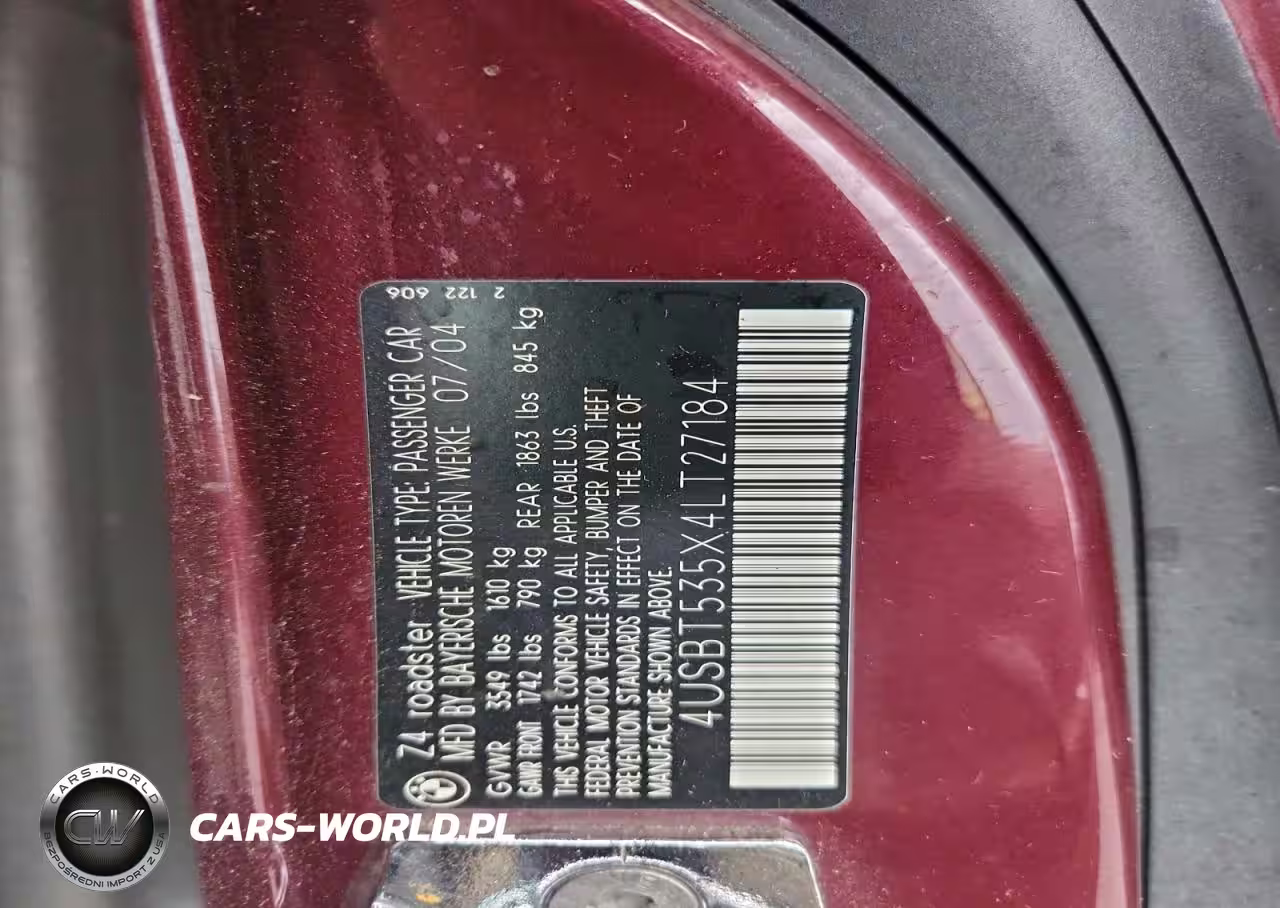 Z4 roadster VEHICLE TYPE: PASSENGER CAR
MFD BY BAYERISCHE MOTOREN WERKE 07/04
GVWR 3549 lbs 1610 kg
GAWR FRONT 1742 lbs 790 kg REAR 1863 lbs 845 kg
THIS VEHICLE CONFORMS TO ALL APPLICABLE U.S.
FEDERAL MOTOR VEHICLE SAFETY, BUMPER AND THEFT
PREVENTION STANDARDS IN EFFECT ON THE DATE OF
MANUFACTURE SHOWN ABOVE.
4USBT535X4LT27184
2 122 606
CARS-WORLD
CW
BEZPOŚREDNI IMPORT Z USA
CARS-WORLD.PL